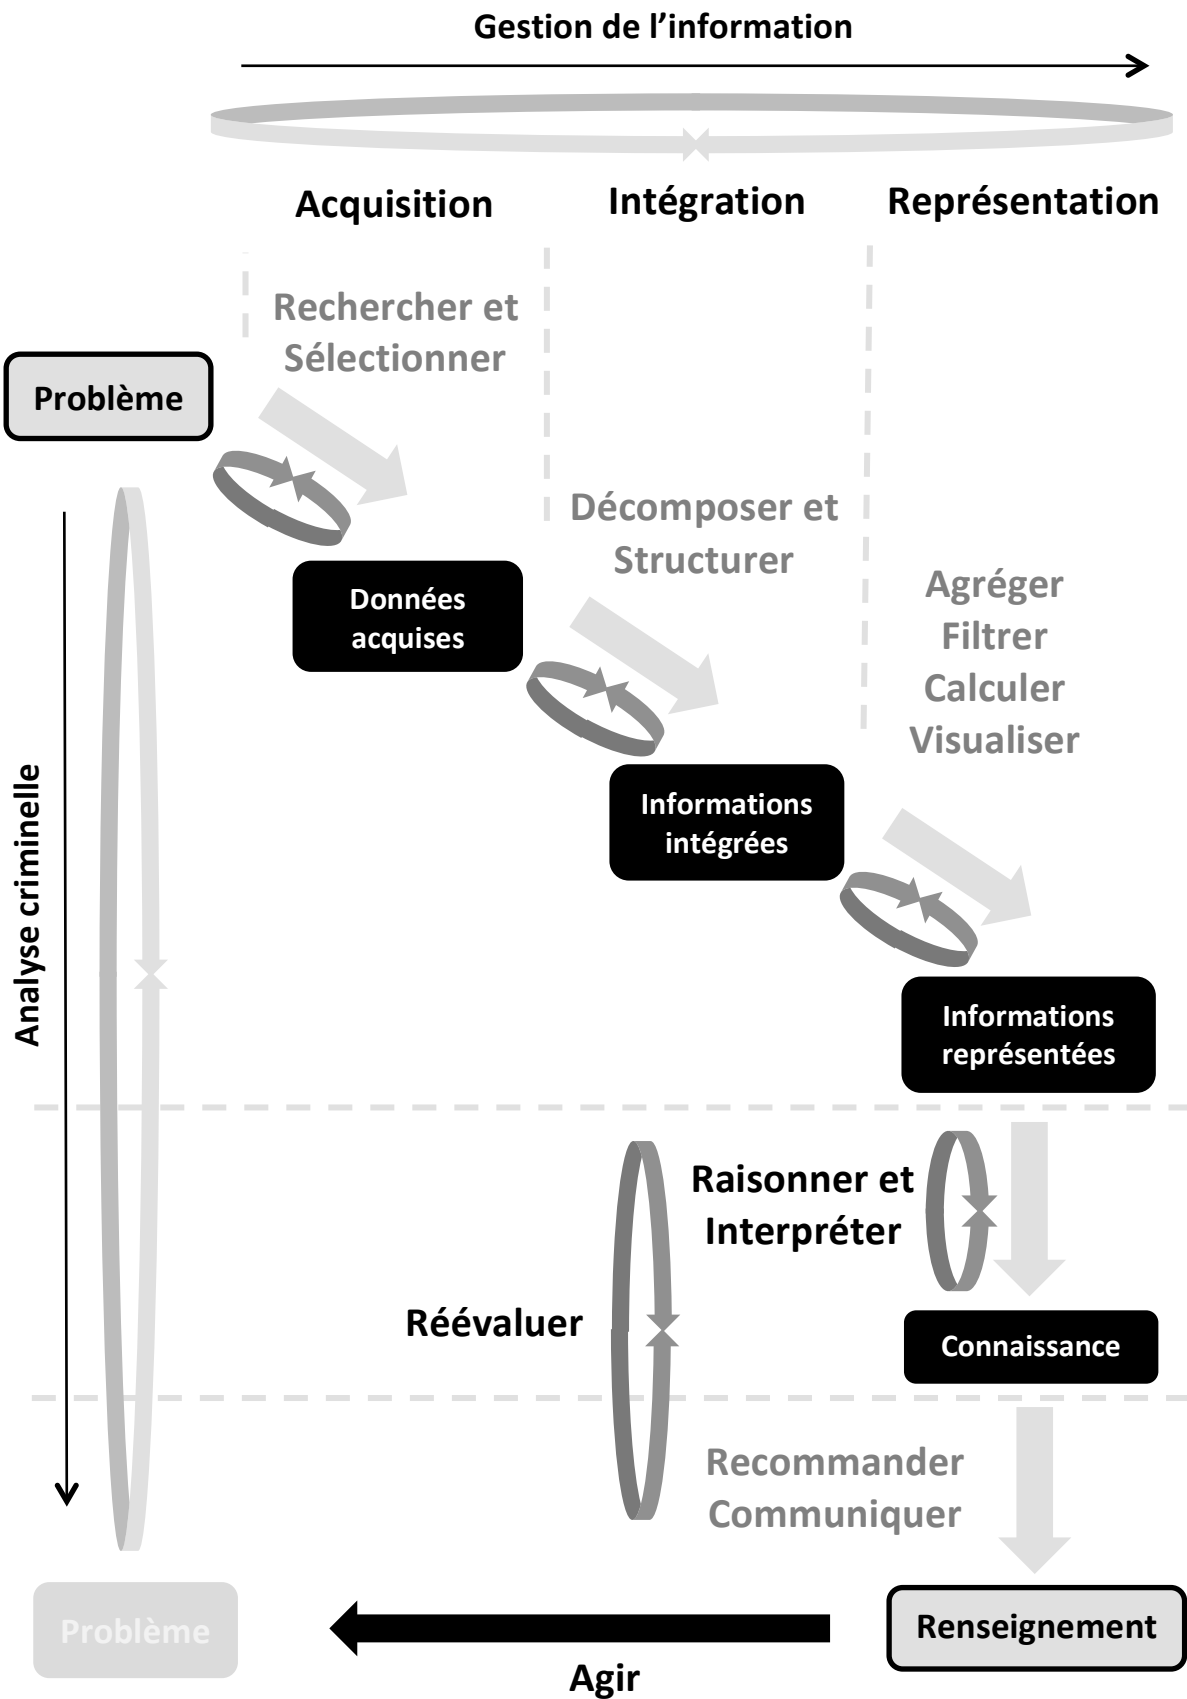 Gestion de l’information
Acquisition
Intégration
Représentation
Rechercher et
Sélectionner
Problème
Décomposer et
Structurer
Données
acquises
Agréger
Filtrer
Calculer
Visualiser
Analyse criminelle
Informations
intégrées
Informations
représentées
Raisonner et
Interpréter
Réévaluer
Connaissance
Recommander
Communiquer
Problème
Renseignement
Agir